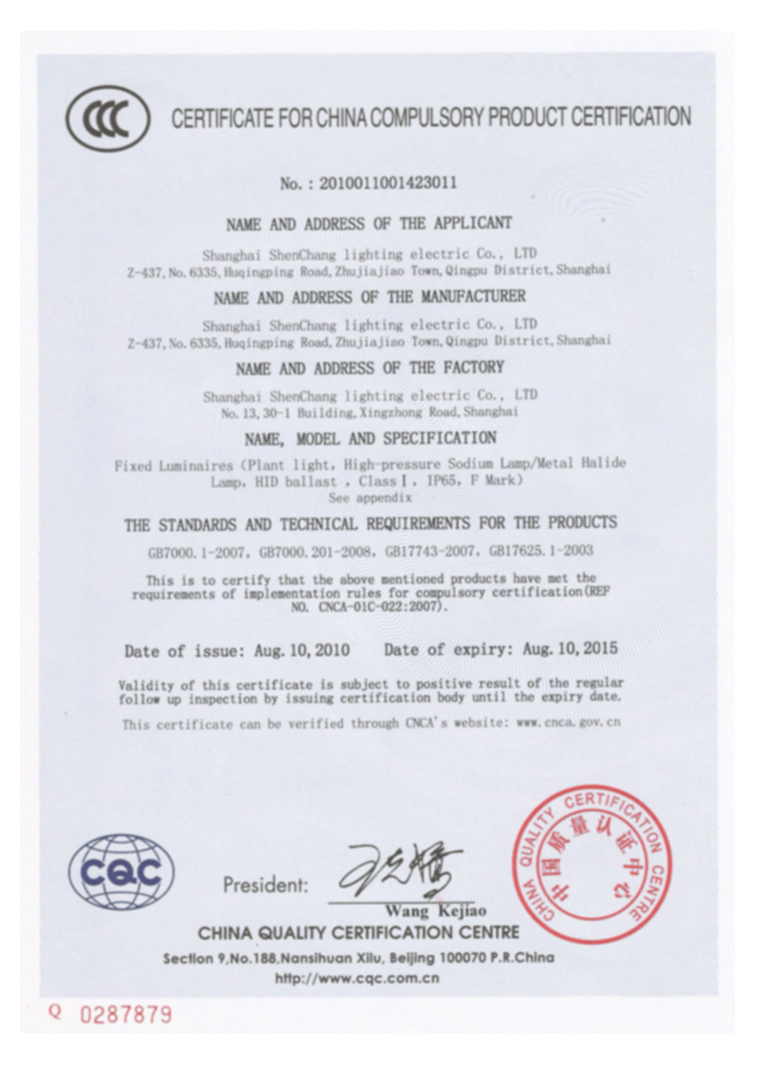 CCC
CERTIFICATE FOR CHINA COMPULSORY PRODUCT CERTIFICATION
No. : 2010011001423011
NAME AND ADDRESS OF THE APPLICANT
Shanghai ShenChang lighting electric Co., LTD
Z-437, No. 6335, Huqingping Road, Zhujiajiao Town, Qingpu District, Shanghai
NAME AND ADDRESS OF THE MANUFACTURER
Shanghai ShenChang lighting electric Co., LTD
Z-437, No. 6335, Huqingping Road, Zhujiajiao Town, Qingpu District, Shanghai
NAME AND ADDRESS OF THE FACTORY
Shanghai ShenChang lighting electric Co., LTD
No. 13, 30-1 Building, Xingzhong Road, Shanghai
NAME, MODEL AND SPECIFICATION
Fixed Luminaires (Plant light, High-pressure Sodium Lamp/Metal Halide
Lamp, HID ballast , Class Ⅰ, IP65, F Mark)
See appendix
THE STANDARDS AND TECHNICAL REQUIREMENTS FOR THE PRODUCTS
GB7000. 1-2007, GB7000. 201-2008, GB17743-2007, GB17625. 1-2003
This is to certify that the above mentioned products have met the
requirements of implementation rules for compulsory certification(REF
NO. CNCA-01C-022:2007).
Date of issue: Aug. 10, 2010 Date of expiry: Aug. 10, 2015
Validity of this certificate is subject to positive result of the regular
follow up inspection by issuing certification body until the expiry date.
This certificate can be verified through CNCA's website: www. cnca. gov. cn
CHINA QUALITY CERTIFICATION CENTRE
中国质量认证中心
CQC
President: 王克娇
Wang Kejiao
CHINA QUALITY CERTIFICATION CENTRE
Section 9,No.188,Nansihuan Xilu, Beijing 100070 P.R.China
http://www.cqc.com.cn
Q 0287879